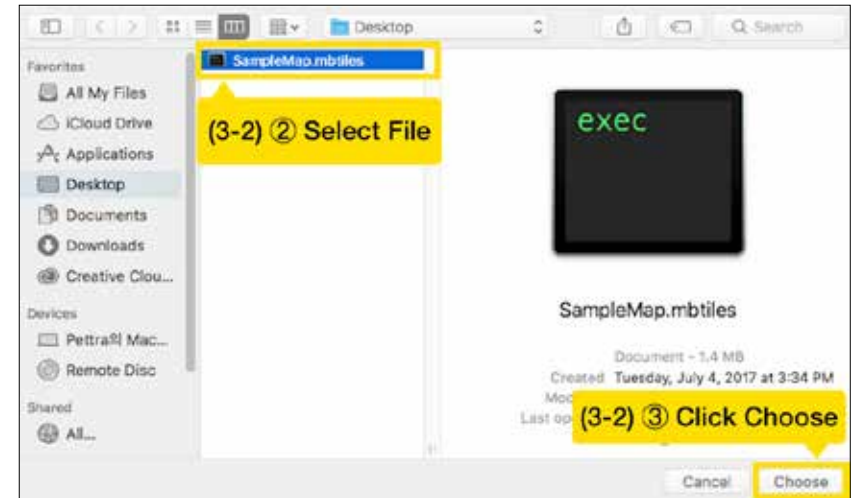 Desktop
Search
Favorites
All My Files
iCloud Drive
Applications
Desktop
Documents
Downloads
Creative Clou...
Devices
Pettra의 Mac...
Remote Disc
Shared
All...
SampleMap.mbtiles
(3-2) ② Select File
exec
SampleMap.mbtiles
Document - 1.4 MB
Created Tuesday, July 4, 2017 at 3:34 PM
Last op
(3-2) ③ Click Choose
Cancel
Choose